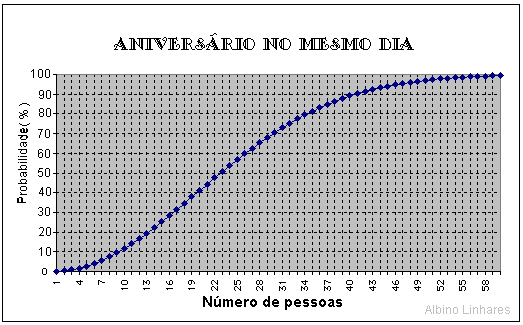 ANIVERSÁRIO NO MESMO DIA
Probabilidade(%)
100
90
80
70
60
50
40
30
20
10
0
1 4 7 10 13 16 19 22 25 28 31 34 37 40 43 46 49 52 55 58
Número de pessoas
Albino Linhares